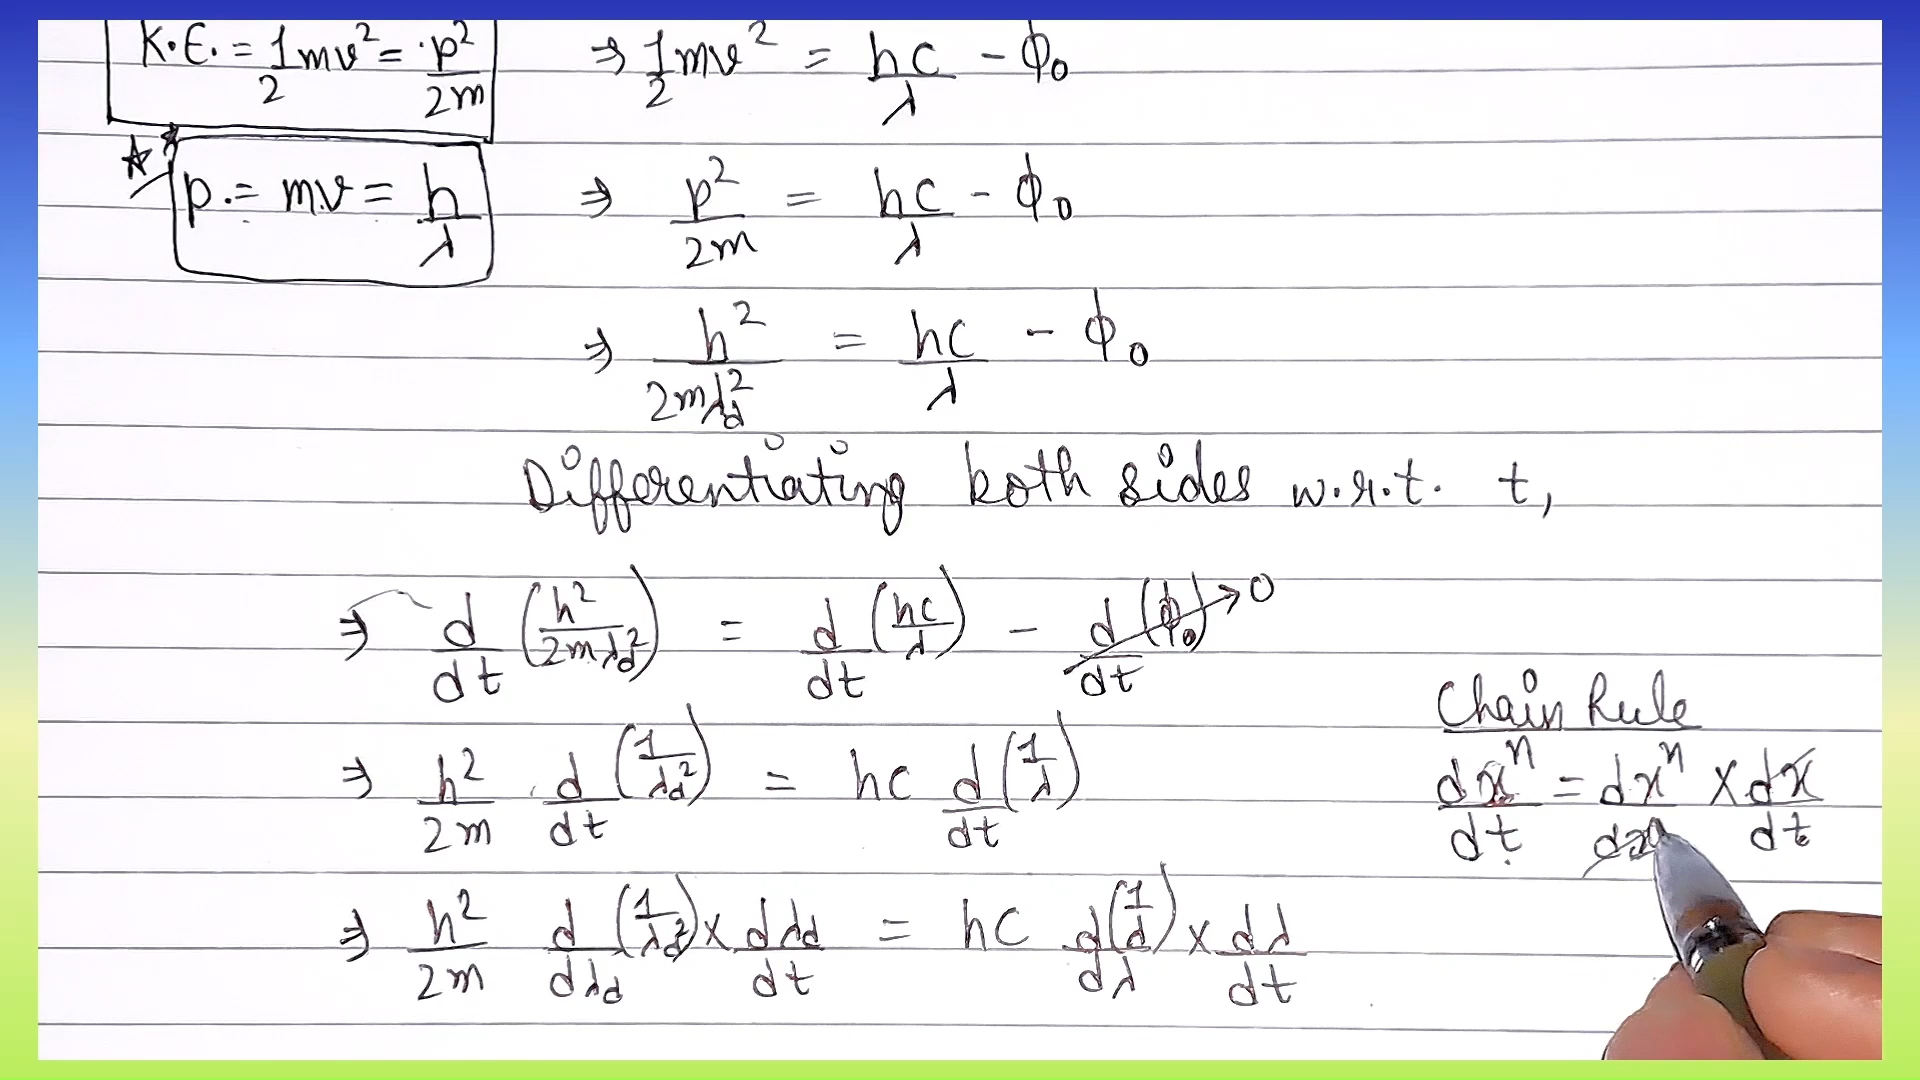 K.E. = 1/2 mv² = p²/2m
⇒ 1/2 mv² = hc/λ - ϕ₀
p. = mv = h/λ
⇒ p²/2m = hc/λ - ϕ₀
⇒ h²/2mλd² = hc/λ - ϕ₀
Differentiating both sides w.r.t. t,
⇒ d/dt (h²/2mλd²) = d/dt (hc/λ) - d/dt (ϕ₀) → 0
Chain Rule
⇒ h²/2m . d/dt (1/λd²) = hc d/dt (1/λ)
dxⁿ/dt = dxⁿ/dx × dx/dt
⇒ h²/2m d/dλd (1/λd²) × dλd/dt = hc d/dλ (1/λ) × dλ/dt